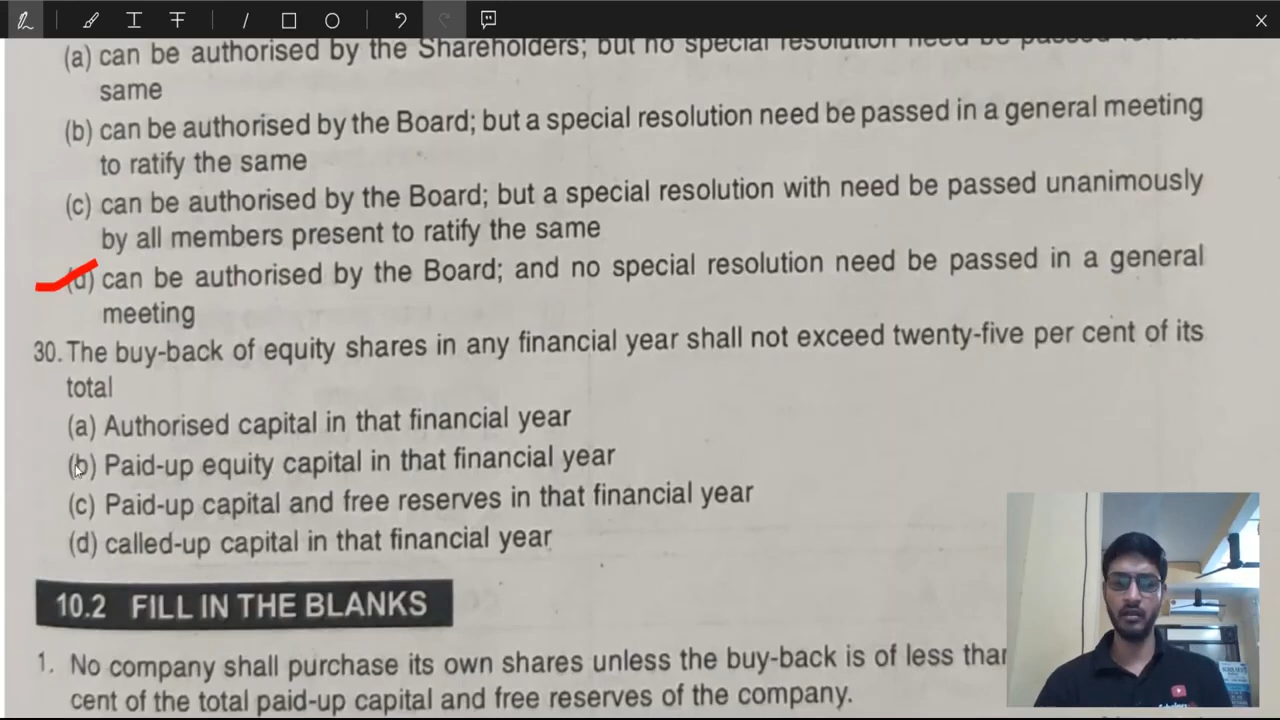 (a) can be authorised by the Shareholders; but no special resolution need be passed for the
same
(b) can be authorised by the Board; but a special resolution need be passed in a general meeting
to ratify the same
(c) can be authorised by the Board; but a special resolution with need be passed unanimously
by all members present to ratify the same
(d) can be authorised by the Board; and no special resolution need be passed in a general
meeting
30. The buy-back of equity shares in any financial year shall not exceed twenty-five per cent of its
total
(a) Authorised capital in that financial year
(b) Paid-up equity capital in that financial year
(c) Paid-up capital and free reserves in that financial year
(d) called-up capital in that financial year
10.2 FILL IN THE BLANKS
1. No company shall purchase its own shares unless the buy-back is of less than
cent of the total paid-up capital and free reserves of the company.